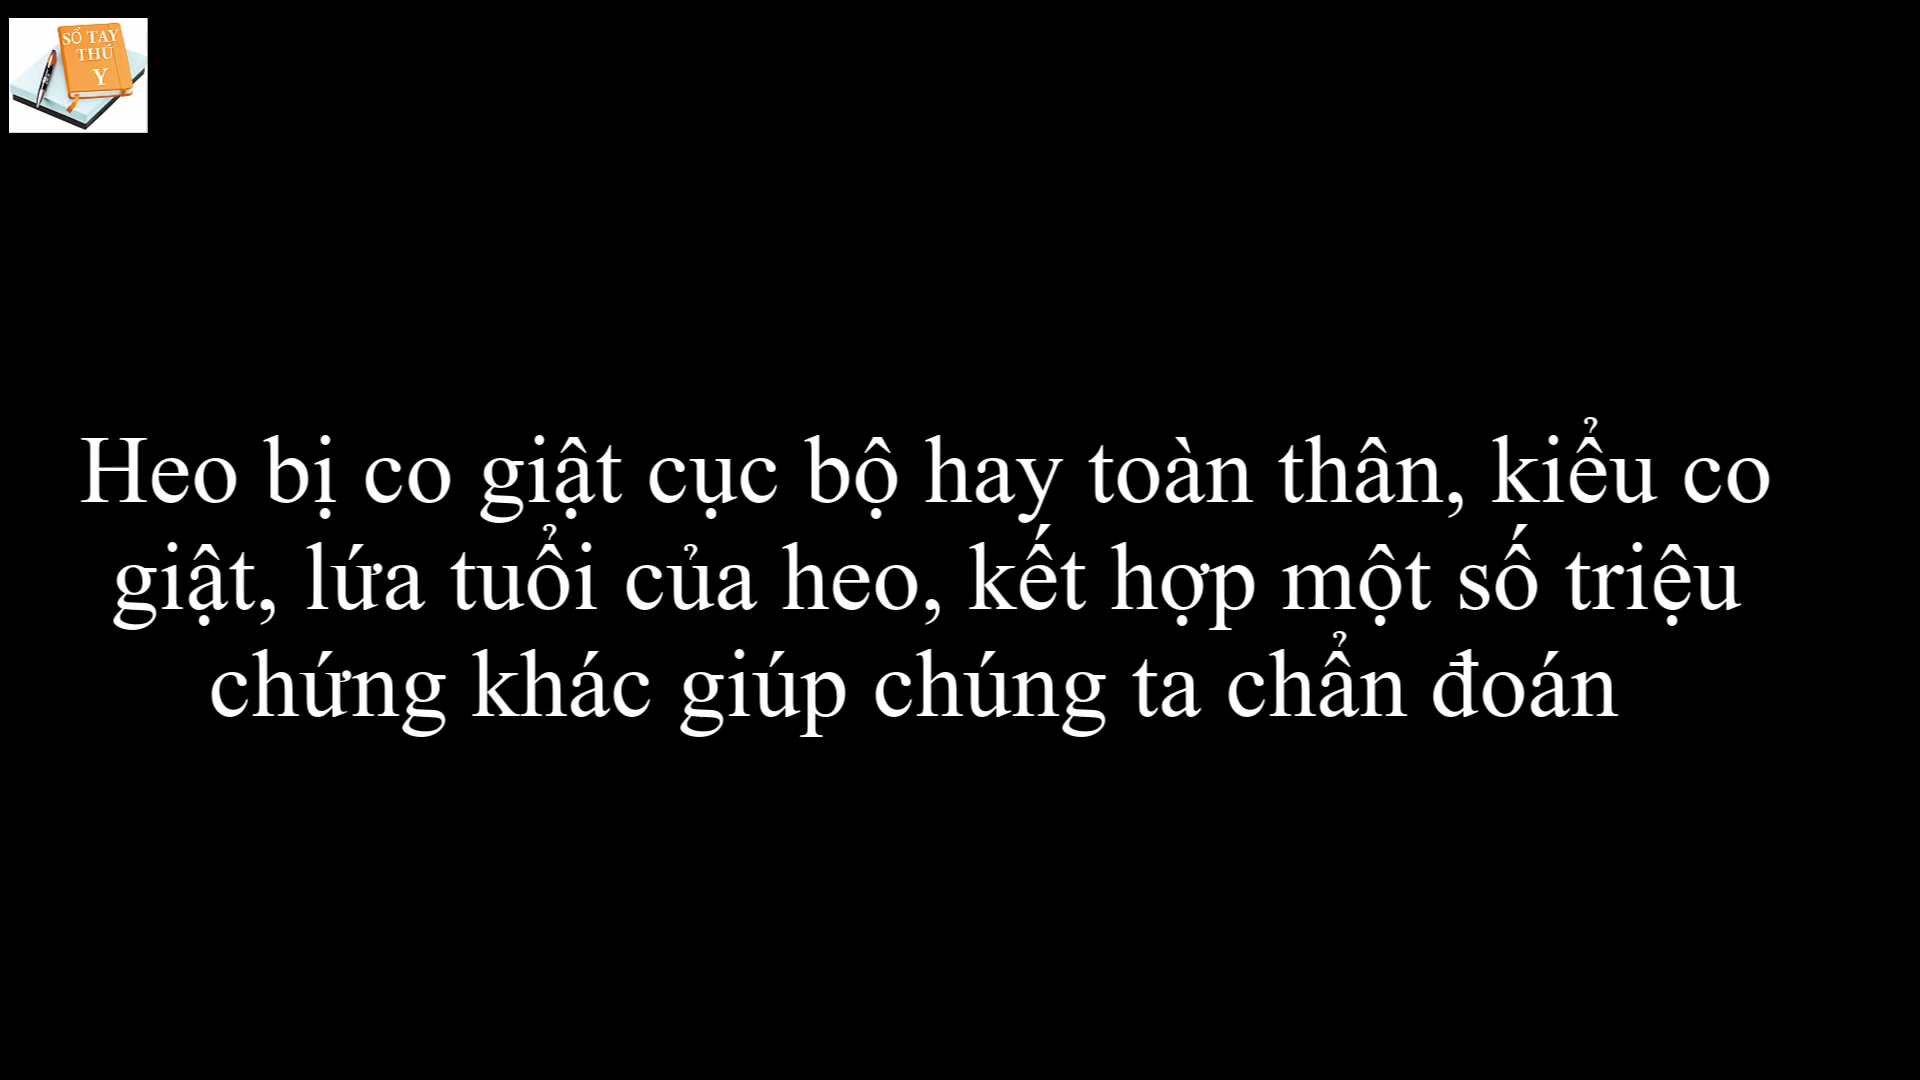 SỔ TAY
THÚ
Y
Heo bị co giật cục bộ hay toàn thân, kiểu co
giật, lứa tuổi của heo, kết hợp một số triệu
chứng khác giúp chúng ta chẩn đoán